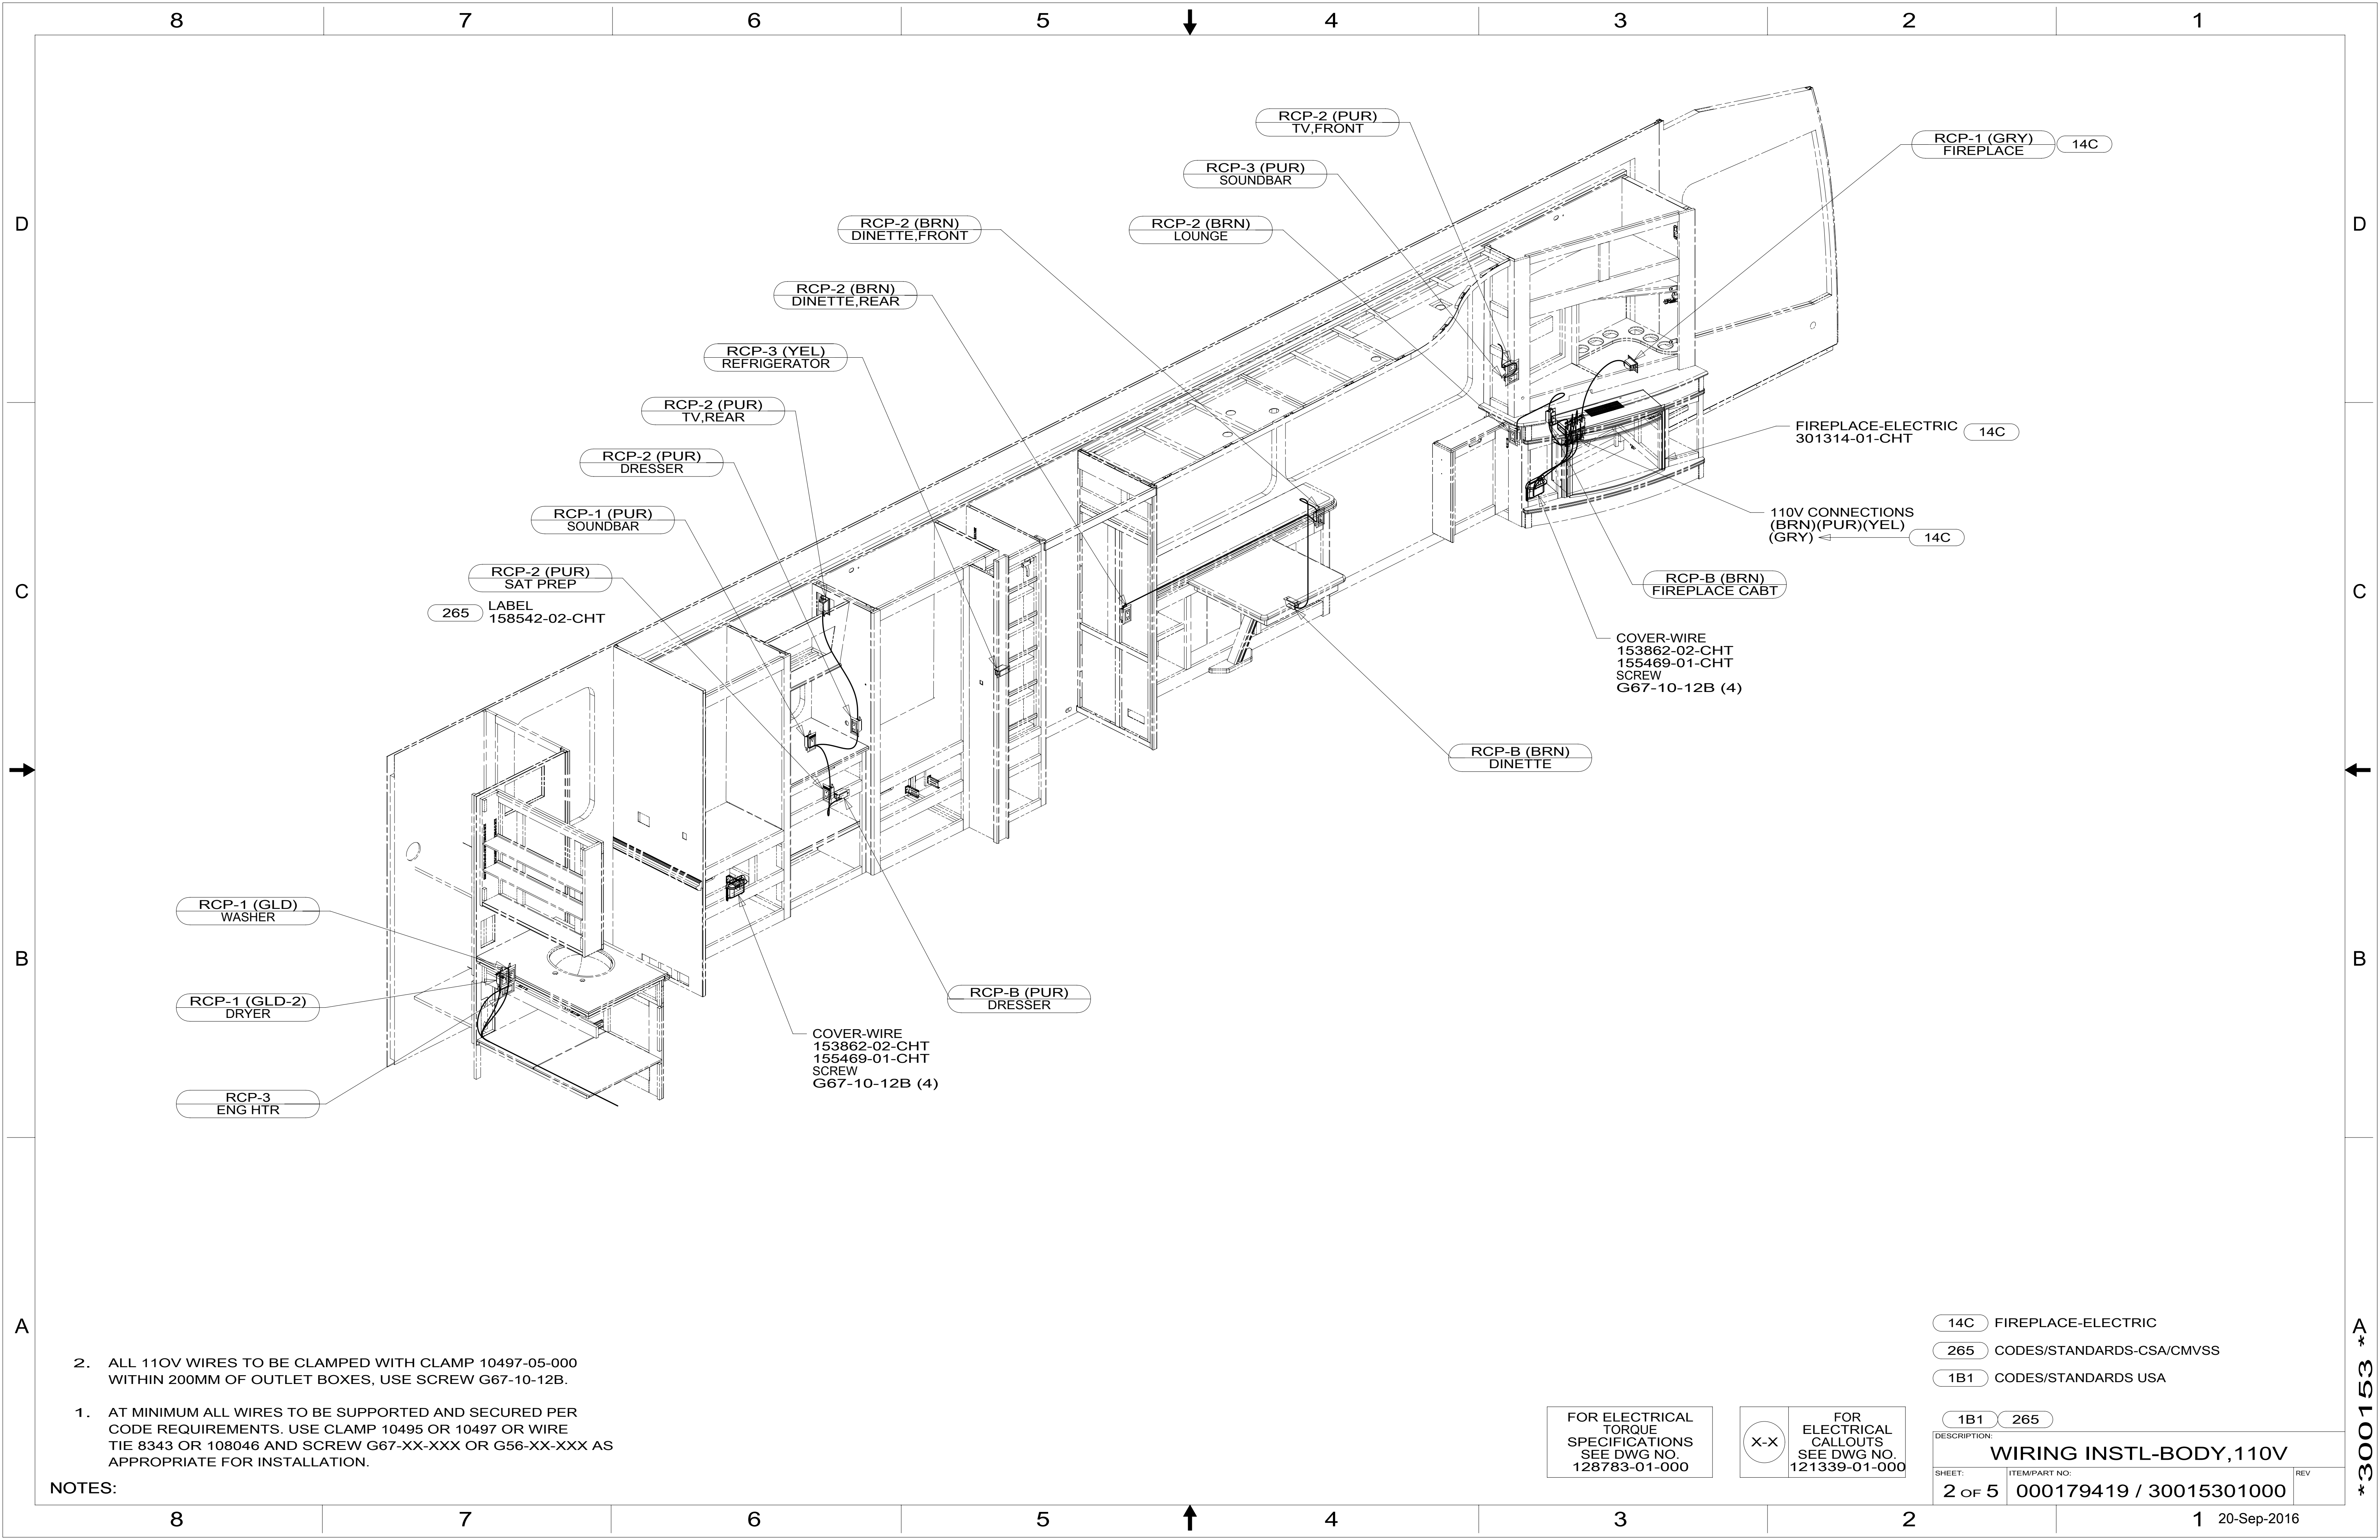 8 7 6 5 4 3 2 1
D
D
C
C
B
B
A
A
RCP-2 (PUR)
TV,FRONT
RCP-1 (GRY)
FIREPLACE
14C
RCP-3 (PUR)
SOUNDBAR
RCP-2 (BRN)
DINETTE,FRONT
RCP-2 (BRN)
LOUNGE
RCP-2 (BRN)
DINETTE,REAR
RCP-3 (YEL)
REFRIGERATOR
RCP-2 (PUR)
TV,REAR
FIREPLACE-ELECTRIC
301314-01-CHT
14C
RCP-2 (PUR)
DRESSER
RCP-1 (PUR)
SOUNDBAR
110V CONNECTIONS
(BRN)(PUR)(YEL)
(GRY)
14C
RCP-2 (PUR)
SAT PREP
265
LABEL
158542-02-CHT
RCP-B (BRN)
FIREPLACE CABT
COVER-WIRE
153862-02-CHT
155469-01-CHT
SCREW
G67-10-12B (4)
RCP-B (BRN)
DINETTE
RCP-1 (GLD)
WASHER
RCP-1 (GLD-2)
DRYER
RCP-B (PUR)
DRESSER
COVER-WIRE
153862-02-CHT
155469-01-CHT
SCREW
G67-10-12B (4)
RCP-3
ENG HTR
2. ALL 11OV WIRES TO BE CLAMPED WITH CLAMP 10497-05-000
WITHIN 200MM OF OUTLET BOXES, USE SCREW G67-10-12B.
1. AT MINIMUM ALL WIRES TO BE SUPPORTED AND SECURED PER
CODE REQUIREMENTS. USE CLAMP 10495 OR 10497 OR WIRE
TIE 8343 OR 108046 AND SCREW G67-XX-XXX OR G56-XX-XXX AS
APPROPRIATE FOR INSTALLATION.
NOTES:
FOR ELECTRICAL
TORQUE
SPECIFICATIONS
SEE DWG NO.
128783-01-000
X-X
FOR
ELECTRICAL
CALLOUTS
SEE DWG NO.
121339-01-000
14C FIREPLACE-ELECTRIC
265 CODES/STANDARDS-CSA/CMVSS
1B1 CODES/STANDARDS USA
1B1 265
DESCRIPTION:
WIRING INSTL-BODY,110V
SHEET:
2 OF 5
ITEM/PART NO:
000179419 / 30015301000
REV
*300153*
8 7 6 5 4 3 2 1
20-Sep-2016